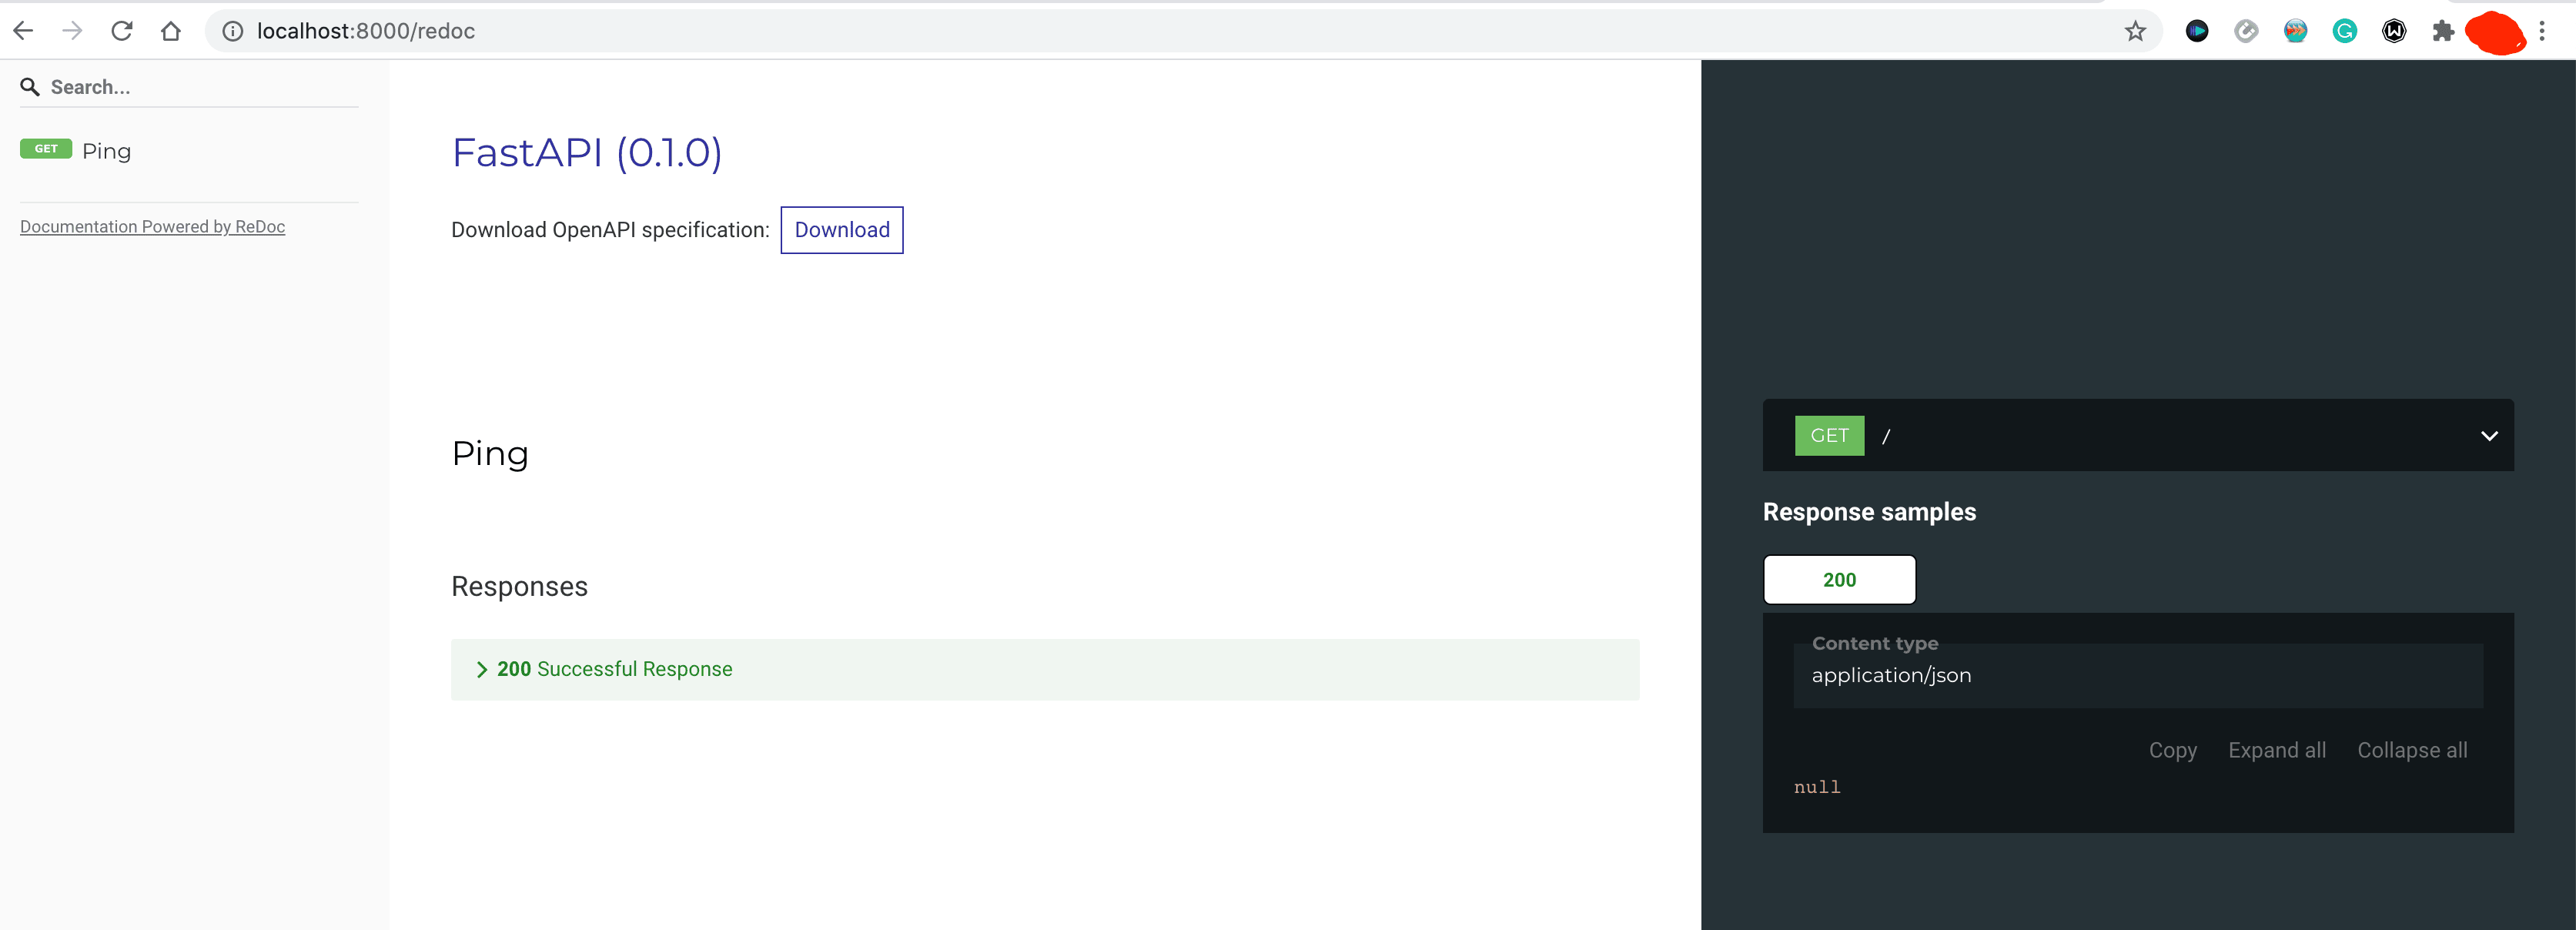 localhost:8000/redoc
Search...
GET Ping
Documentation Powered by ReDoc
FastAPI (0.1.0)
Download OpenAPI specification: Download
Ping
Responses
200 Successful Response
GET /
Response samples
200
Content type
application/json
Copy Expand all Collapse all
null